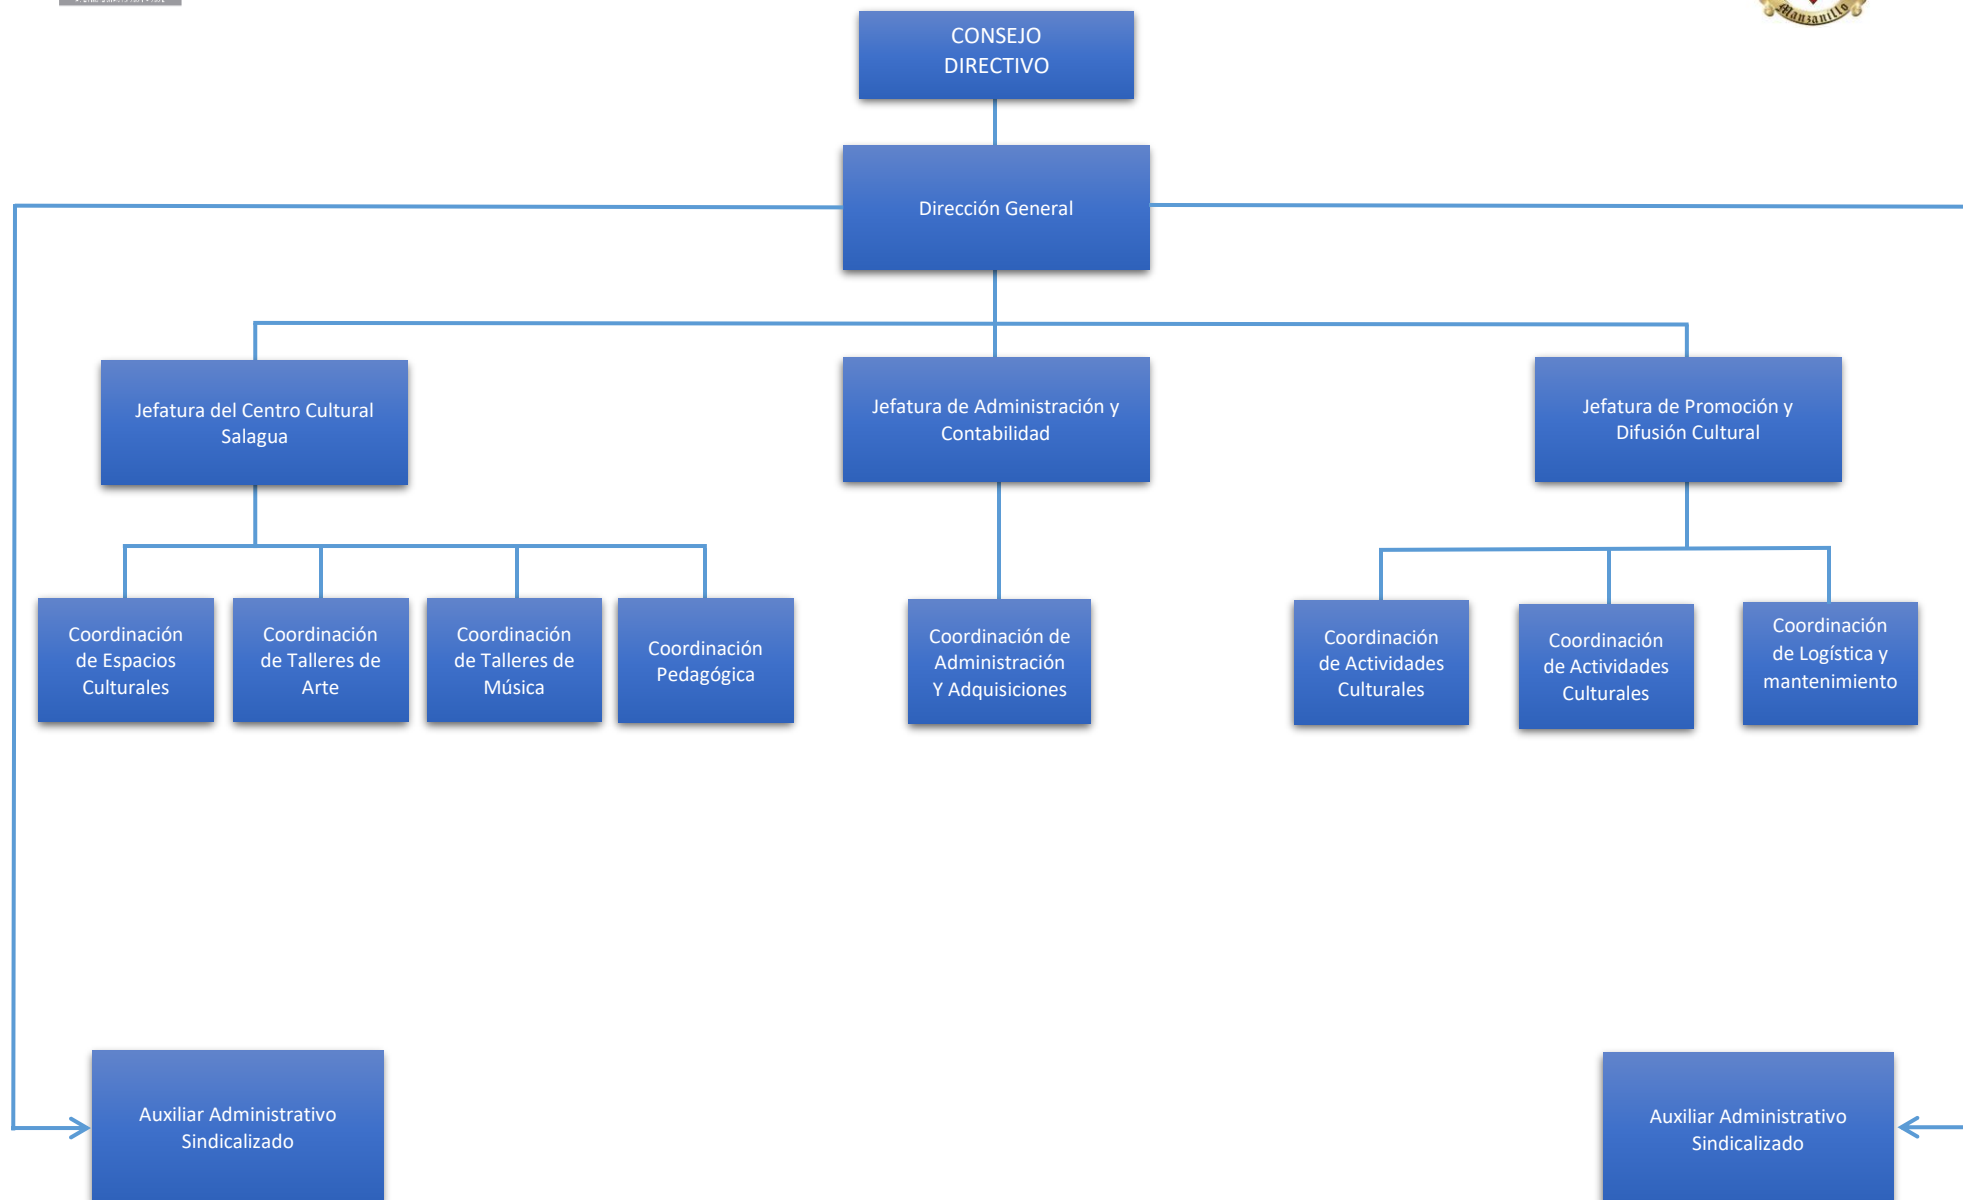 Manzanillo
CONSEJO
DIRECTIVO
Dirección General
Jefatura del Centro Cultural
Salagua
Jefatura de Administración y
Contabilidad
Jefatura de Promoción y
Difusión Cultural
Coordinación
de Espacios
Culturales
Coordinación
de Talleres de
Arte
Coordinación
de Talleres de
Música
Coordinación
Pedagógica
Coordinación de
Administración
Y Adquisiciones
Coordinación
de Actividades
Culturales
Coordinación
de Actividades
Culturales
Coordinación
de Logística y
mantenimiento
Auxiliar Administrativo
Sindicalizado
Auxiliar Administrativo
Sindicalizado